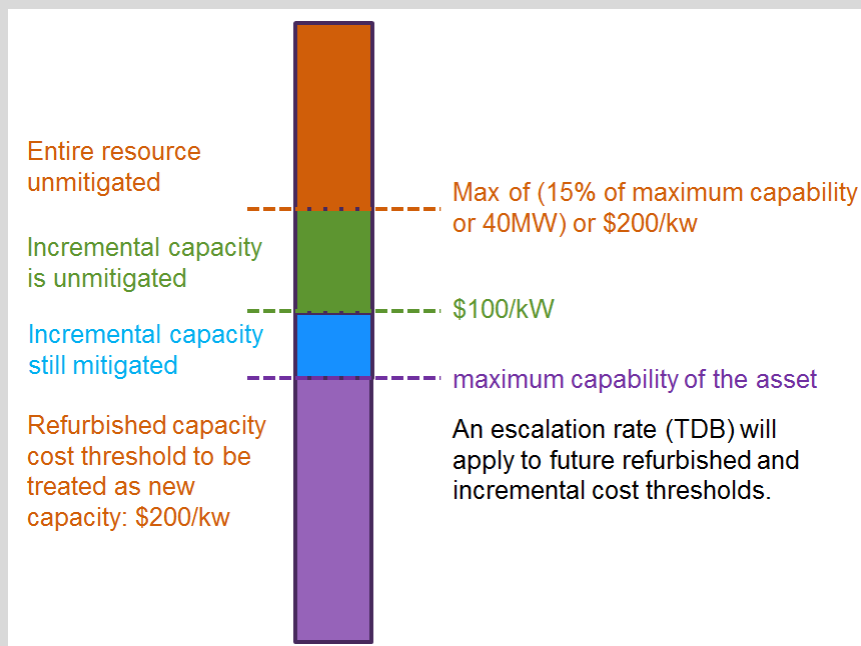 Entire resource
unmitigated
Max of (15% of maximum capability
or 40MW) or $200/kw
Incremental capacity
is unmitigated
$100/kW
Incremental capacity
still mitigated
maximum capability of the asset
Refurbished capacity
cost threshold to be
treated as new
capacity: $200/kw
An escalation rate (TDB) will
apply to future refurbished and
incremental cost thresholds.